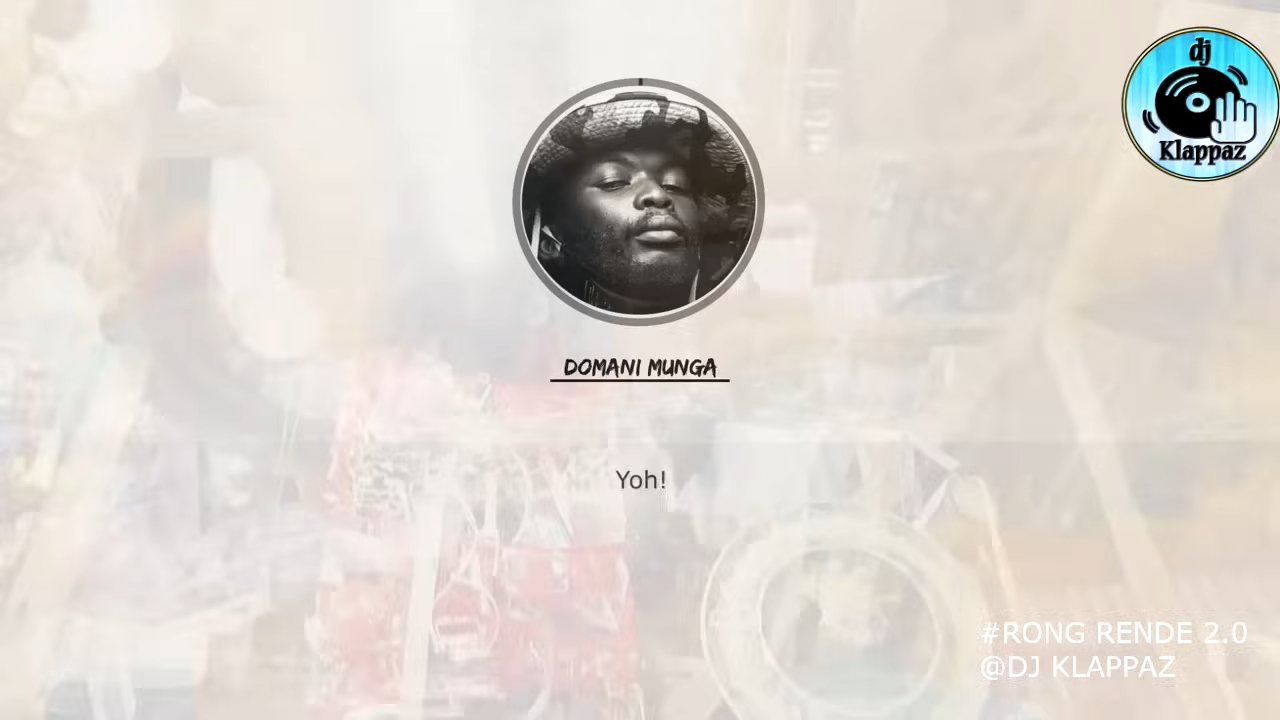 dj
Klappaz
DOMANI MUNGA
Yoh!
#RONG RENDE 2.0
@DJ KLAPPAZ